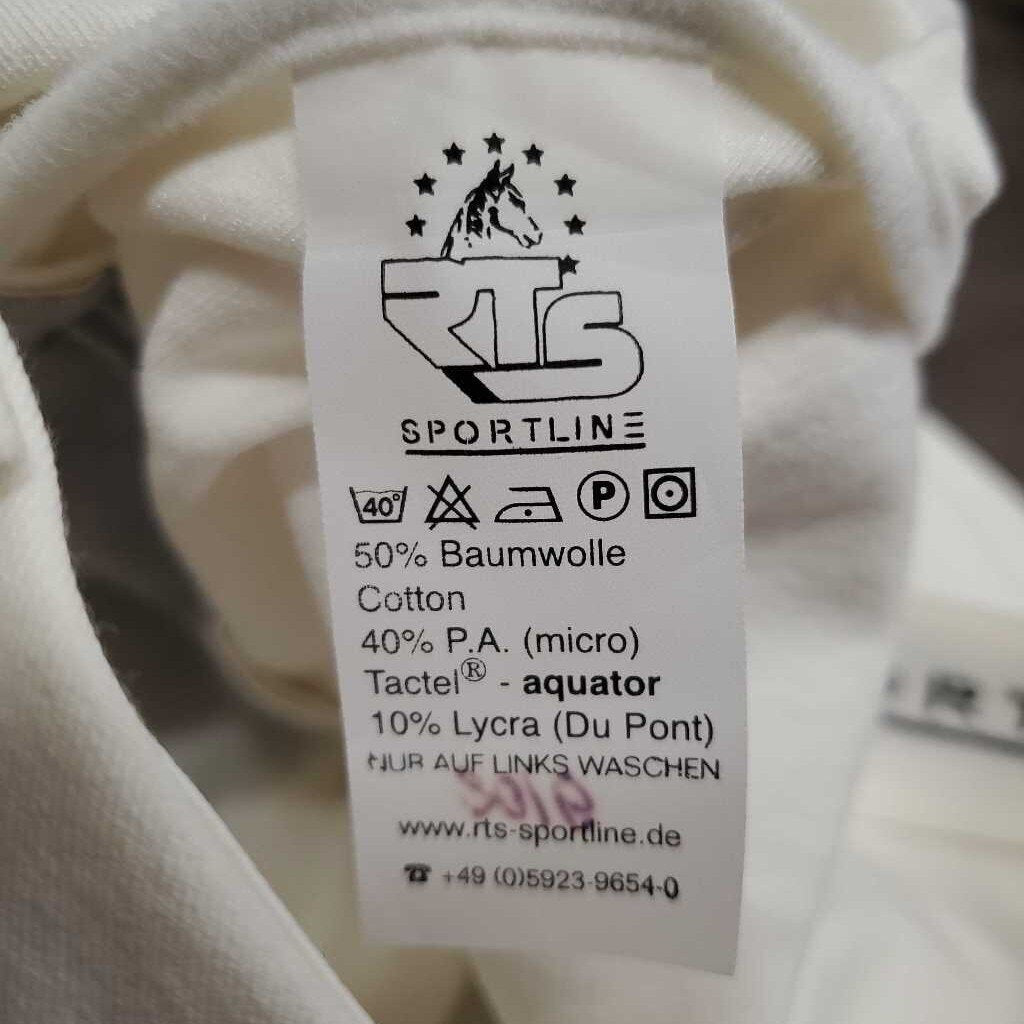 RTS
SPORTLINE
40°
P
50% Baumwolle
Cotton
40% P.A. (micro)
Tactel® - aquator
10% Lycra (Du Pont)
NUR AUF LINKS WASCHEN
www.rts-sportline.de
☎ +49 (0)5923-9654-0